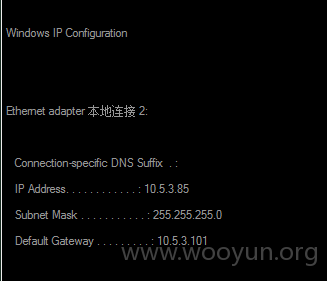 Windows IP Configuration
Ethernet adapter 本地连接 2:
Connection-specific DNS Suffix . :
IP Address. . . . . . . . . . . . : 10.5.3.85
Subnet Mask . . . . . . . . . . . : 255.255.255.0
Default Gateway . . . . . . . . . : 10.5.3.101
www.wooyun.org